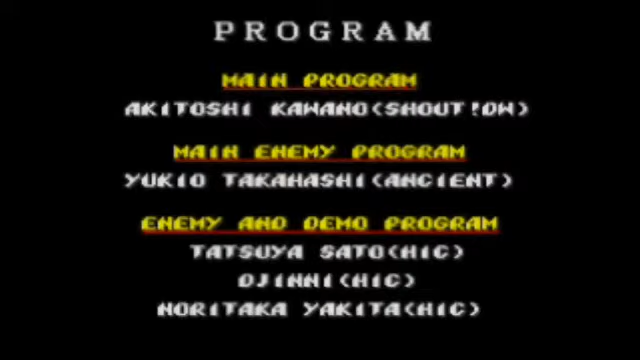 PROGRAM
MAIN PROGRAM
AKITOSHI KAWANO(SHOUT!DW)
MAIN ENEMY PROGRAM
YUKIO TAKAHASHI(ANCIENT)
ENEMY AND DEMO PROGRAM
TATSUYA SATO(HIC)
DJINNI(HIC)
NORITAKA YAKITA(HIC)